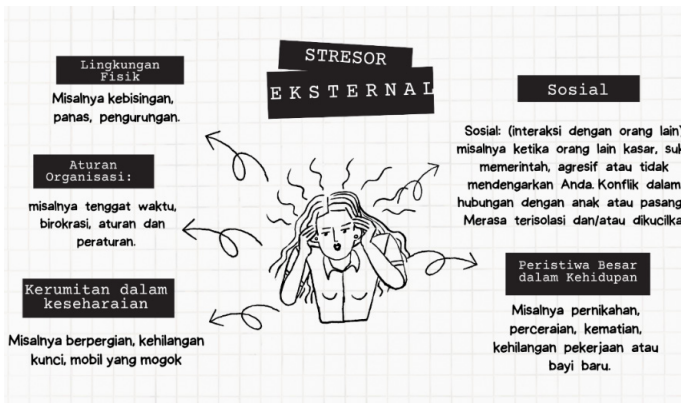 STRESOR
EKSTERNAL
Lingkungan
Fisik
Misalnya kebisingan,
panas, pengurungan.
Aturan
Organisasi:
misalnya tenggat waktu,
birokrasi, aturan dan
peraturan.
Kerumitan dalam
keseharaian
Misalnya berpergian, kehilangan
kunci, mobil yang mogok
Sosial
Sosial: (interaksi dengan orang lain)
misalnya ketika orang lain kasar, suk
memerintah, agresif atau tidak
mendengarkan Anda. Konflik dalam
hubungan dengan anak atau pasang
Merasa terisolasi dan/atau dikucilka
Peristiwa Besar
dalam Kehidupan
Misalnya pernikahan,
perceraian, kematian,
kehilangan pekerjaan atau
bayi baru.